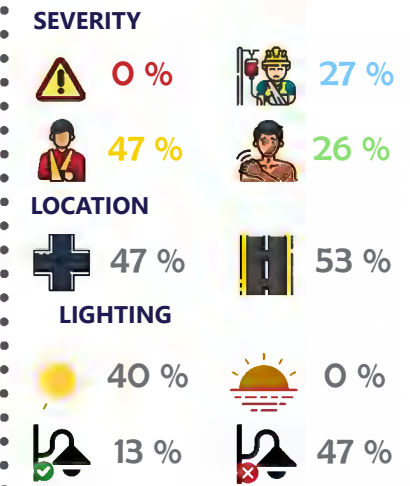 SEVERITY
0 % 27 %
47 % 26 %
LOCATION
47 % 53 %
LIGHTING
40 % 0 %
13 % 47 %